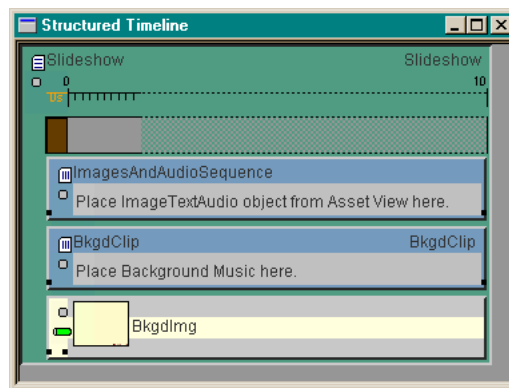 Structured Timeline
Slideshow Slideshow
0 10
Us
ImagesAndAudioSequence
Place ImageTextAudio object from Asset View here.
BkgdClip BkgdClip
Place Background Music here.
BkgdImg